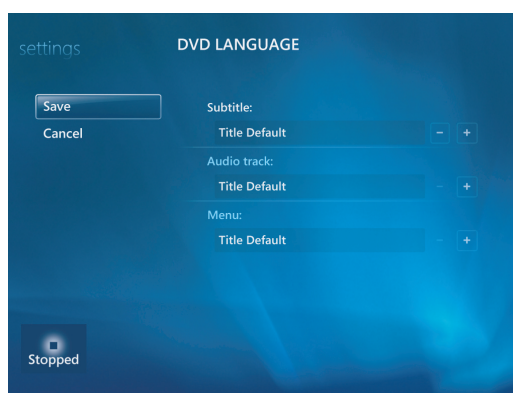 settings
DVD LANGUAGE
Save
Cancel
Subtitle:
Title Default - +
Audio track:
Title Default - +
Menu:
Title Default - +
Stopped